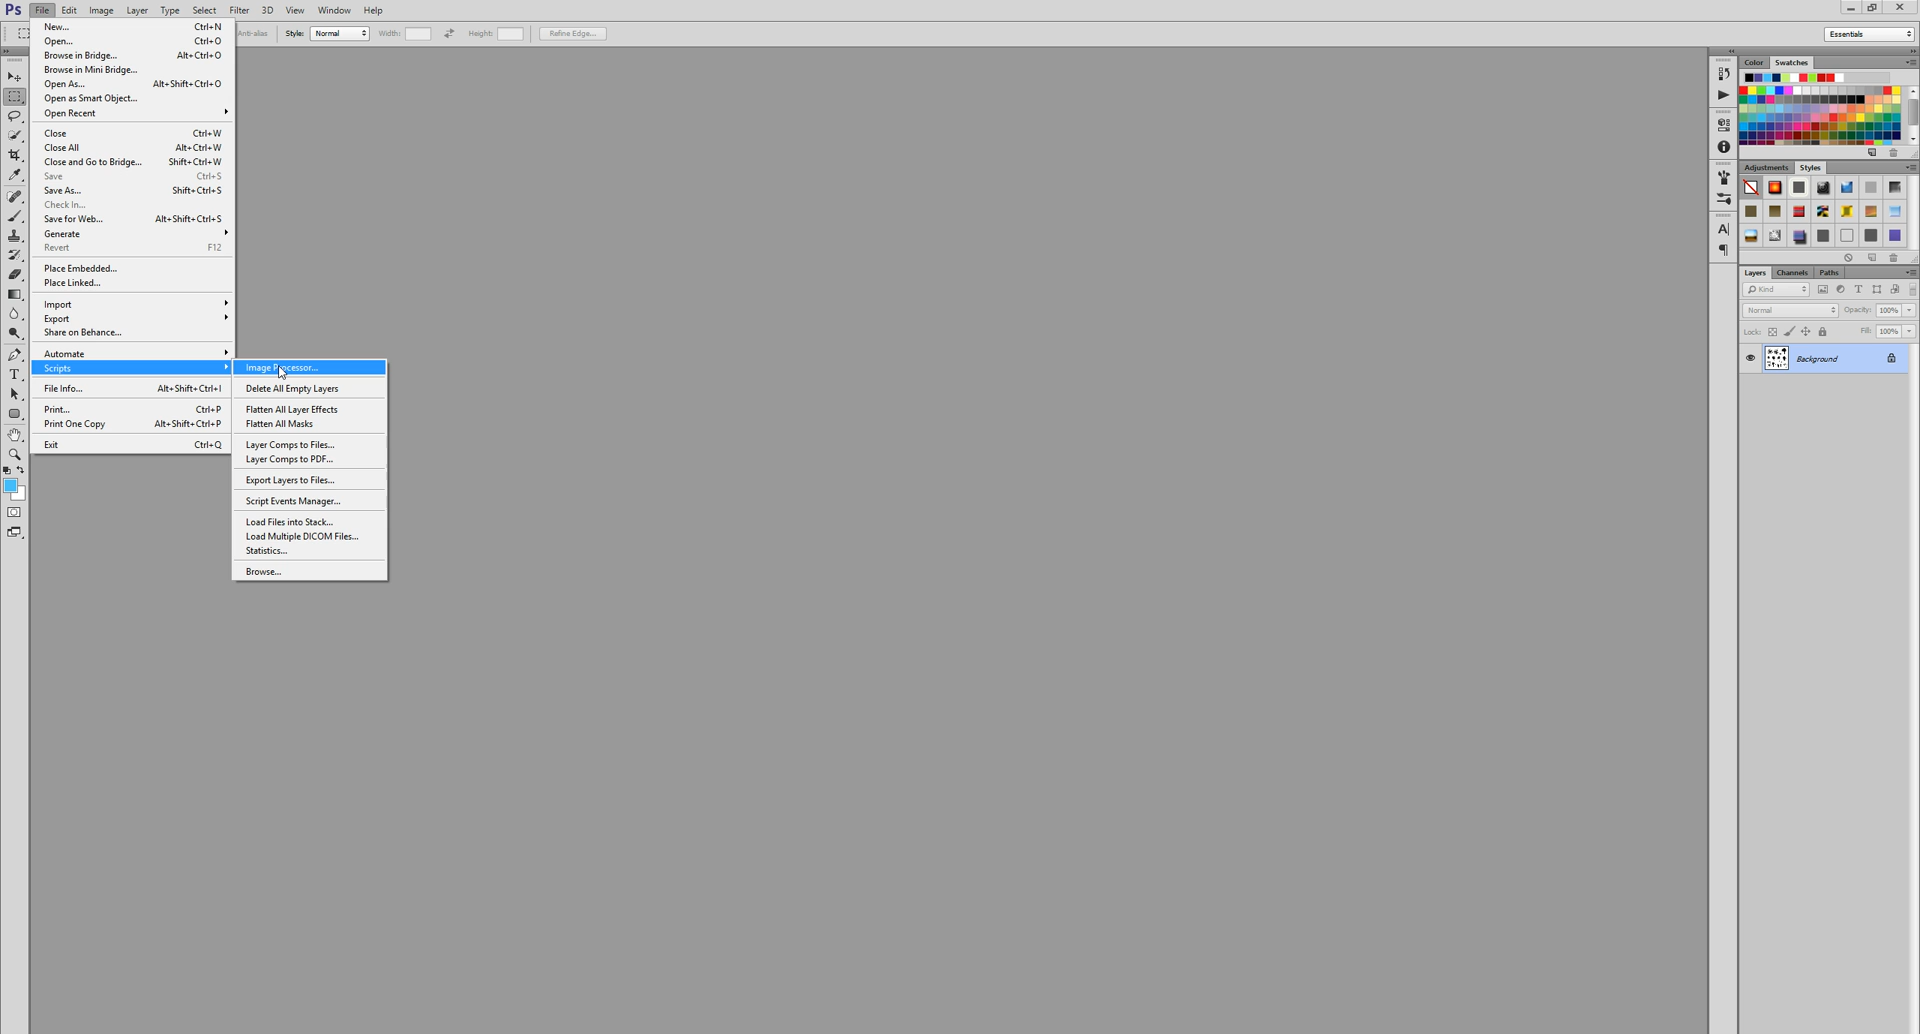 Ps File Edit Image Layer Type Select Filter 3D View Window Help
Anti-alias Style: Normal Width: Height: Refine Edge... Essentials
New... Ctrl+N
Open... Ctrl+O
Browse in Bridge... Alt+Ctrl+O
Browse in Mini Bridge...
Open As... Alt+Shift+Ctrl+O
Open as Smart Object...
Open Recent
Close Ctrl+W
Close All Alt+Ctrl+W
Close and Go to Bridge... Shift+Ctrl+W
Save Ctrl+S
Save As... Shift+Ctrl+S
Check In...
Save for Web... Alt+Shift+Ctrl+S
Generate
Revert F12
Place Embedded...
Place Linked...
Import
Export
Share on Behance...
Automate
Scripts
File Info... Alt+Shift+Ctrl+I
Print... Ctrl+P
Print One Copy Alt+Shift+Ctrl+P
Exit Ctrl+Q
Image Processor...
Delete All Empty Layers
Flatten All Layer Effects
Flatten All Masks
Layer Comps to Files...
Layer Comps to PDF...
Export Layers to Files...
Script Events Manager...
Load Files into Stack...
Load Multiple DICOM Files...
Statistics...
Browse...
Color Swatches
Adjustments Styles
Layers Channels Paths
Kind
Normal Opacity: 100%
Lock: Fill: 100%
Background